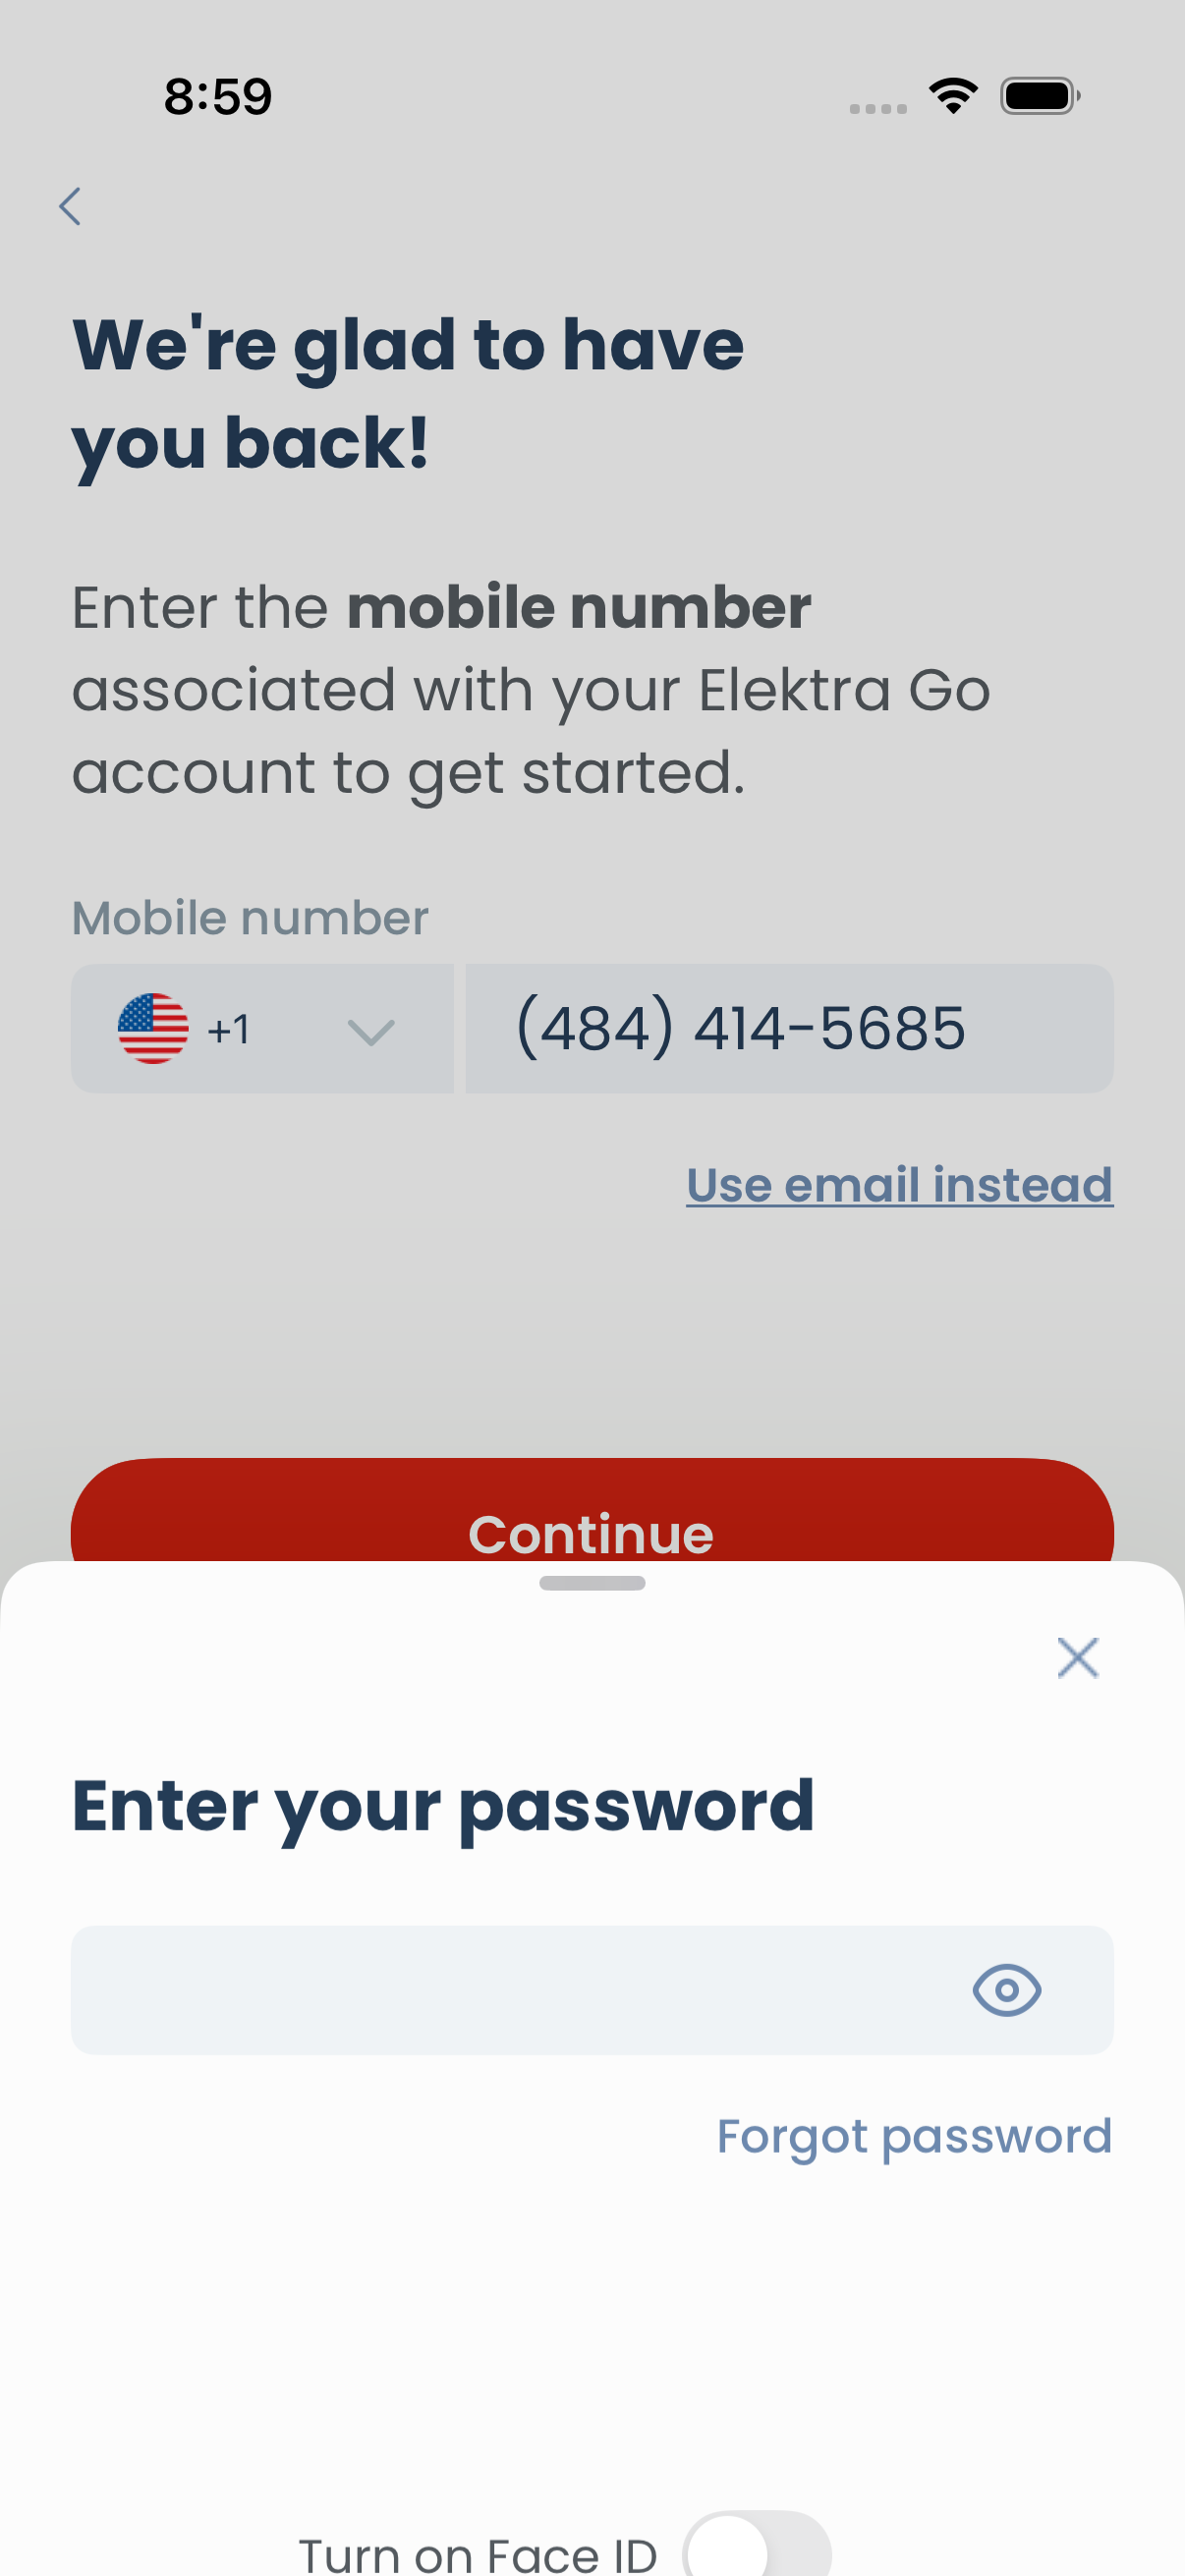 8:59
We're glad to have
you back!
Enter the mobile number
associated with your Elektra Go
account to get started.
Mobile number
+1
(484) 414-5685
Use email instead
Continue
Enter your password
Forgot password
Turn on Face ID